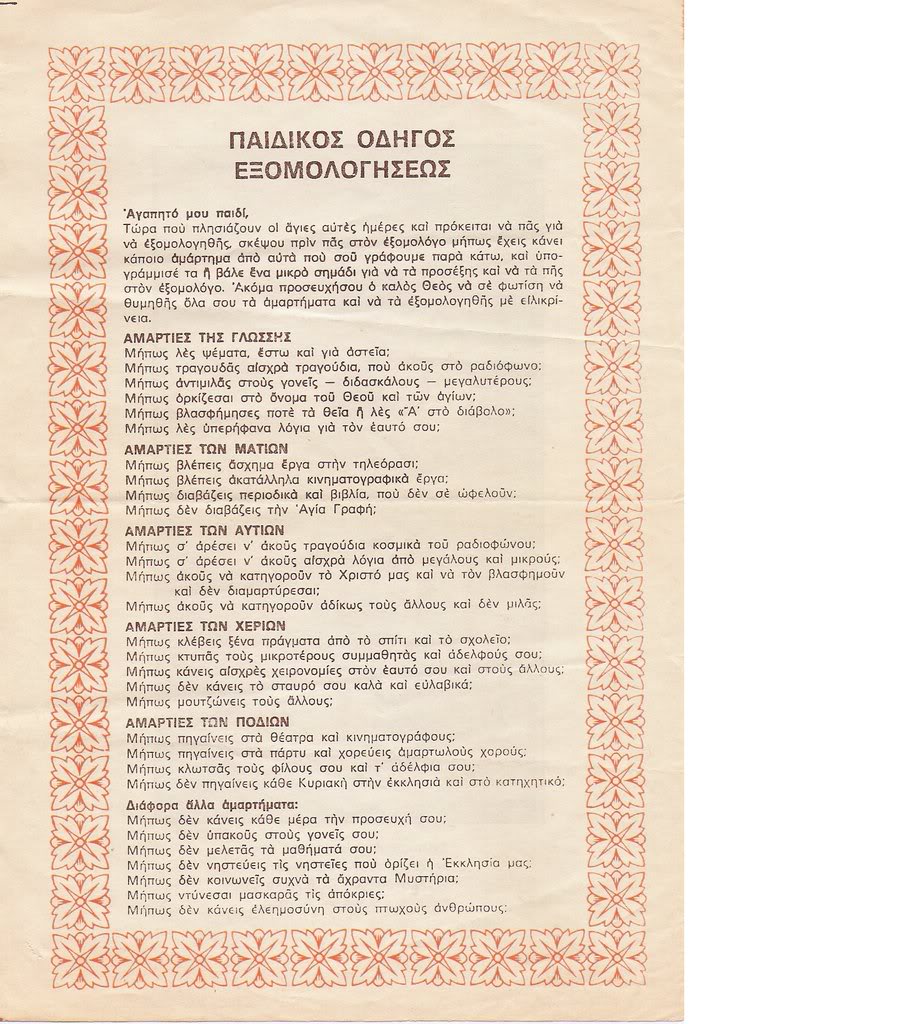 ΠΑΙΔΙΚΟΣ ΟΔΗΓΟΣ
ΕΞΟΜΟΛΟΓΗΣΕΩΣ
Ἀγαπητό μου παιδί,
Τώρα ποὺ πλησιάζουν οἱ ἅγιες αὐτὲς ἡμέρες καὶ πρόκειται νὰ πᾶς γιὰ
νὰ ἐξομολογηθῆς, σκέψου πρὶν πᾶς στὸν ἐξομολόγο μήπως ἔχεις κάνει
κάποιο ἁμάρτημα ἀπὸ αὐτὰ ποὺ σοῦ γράφουμε παρὰ κάτω, καὶ ὑπο-
γράμμισέ τα ἢ βάλε ἕνα μικρὸ σημάδι γιὰ νὰ τὰ προσέξης καὶ νὰ τὰ πῆς
στὸν ἐξομολόγο. Ἀκόμα προσευχήσου ὁ καλὸς Θεὸς νὰ σὲ φωτίση νὰ
θυμηθῆς ὅλα σου τὰ ἁμαρτήματα καὶ νὰ τὰ ἐξομολογηθῆς μὲ εἰλικρί-
νεια.
ΑΜΑΡΤΙΕΣ ΤΗΣ ΓΛΩΣΣΗΣ
Μήπως λὲς ψέματα, ἔστω καὶ γιὰ ἀστεῖα;
Μήπως τραγουδᾶς αἰσχρὰ τραγούδια, ποὺ ἀκοῦς στὸ ραδιόφωνο;
Μήπως ἀντιμιλᾶς στοὺς γονεῖς — διδασκάλους — μεγαλυτέρους;
Μήπως ὁρκίζεσαι στὸ ὄνομα τοῦ Θεοῦ καὶ τῶν ἁγίων;
Μήπως βλασφήμησες ποτὲ τὰ θεῖα ἢ λὲς «Ἄ' στὸ διάβολο»;
Μήπως λὲς ὑπερήφανα λόγια γιὰ τὸν ἑαυτό σου;
ΑΜΑΡΤΙΕΣ ΤΩΝ ΜΑΤΙΩΝ
Μήπως βλέπεις ἄσχημα ἔργα στὴν τηλεόρασι;
Μήπως βλέπεις ἀκατάλληλα κινηματογραφικὰ ἔργα;
Μήπως διαβάζεις περιοδικὰ καὶ βιβλία, ποὺ δὲν σὲ ὠφελοῦν;
Μήπως δὲν διαβάζεις τὴν Ἁγία Γραφή;
ΑΜΑΡΤΙΕΣ ΤΩΝ ΑΥΤΙΩΝ
Μήπως σ' ἀρέσει ν' ἀκοῦς τραγούδια κοσμικὰ τοῦ ραδιοφώνου;
Μήπως σ' ἀρέσει ν' ἀκοῦς αἰσχρὰ λόγια ἀπὸ μεγάλους καὶ μικρούς;
Μήπως ἀκοῦς νὰ κατηγοροῦν τὸ Χριστό μας καὶ νὰ τὸν βλασφημοῦν
καὶ δὲν διαμαρτύρεσαι;
Μήπως ἀκοῦς νὰ κατηγοροῦν ἀδίκως τοὺς ἄλλους καὶ δὲν μιλᾶς;
ΑΜΑΡΤΙΕΣ ΤΩΝ ΧΕΡΙΩΝ
Μήπως κλέβεις ξένα πράγματα ἀπὸ τὸ σπίτι καὶ τὸ σχολεῖο;
Μήπως κτυπᾶς τοὺς μικροτέρους συμμαθητὰς καὶ ἀδελφούς σου;
Μήπως κάνεις αἰσχρὲς χειρονομίες στὸν ἑαυτό σου καὶ στοὺς ἄλλους;
Μήπως δὲν κάνεις τὸ σταυρό σου καλὰ καὶ εὐλαβικά;
Μήπως μουτζώνεις τοὺς ἄλλους;
ΑΜΑΡΤΙΕΣ ΤΩΝ ΠΟΔΙΩΝ
Μήπως πηγαίνεις στὰ θέατρα καὶ κινηματογράφους;
Μήπως πηγαίνεις στὰ πάρτυ καὶ χορεύεις ἁμαρτωλοὺς χορούς;
Μήπως κλωτσᾶς τοὺς φίλους σου καὶ τ' ἀδέλφια σου;
Μήπως δὲν πηγαίνεις κάθε Κυριακὴ στὴν ἐκκλησιὰ καὶ στὸ κατηχητικό;
Διάφορα ἄλλα ἁμαρτήματα:
Μήπως δὲν κάνεις κάθε μέρα τὴν προσευχή σου;
Μήπως δὲν ὑπακοῦς στοὺς γονεῖς σου;
Μήπως δὲν μελετᾶς τὰ μαθήματά σου;
Μήπως δὲν νηστεύεις τὶς νηστεῖες ποὺ ὁρίζει ἡ Ἐκκλησία μας;
Μήπως δὲν κοινωνεῖς συχνὰ τὰ ἄχραντα Μυστήρια;
Μήπως ντύνεσαι μασκαρᾶς τὶς ἀπόκριες;
Μήπως δὲν κάνεις ἐλεημοσύνη στοὺς πτωχοὺς ἀνθρώπους;